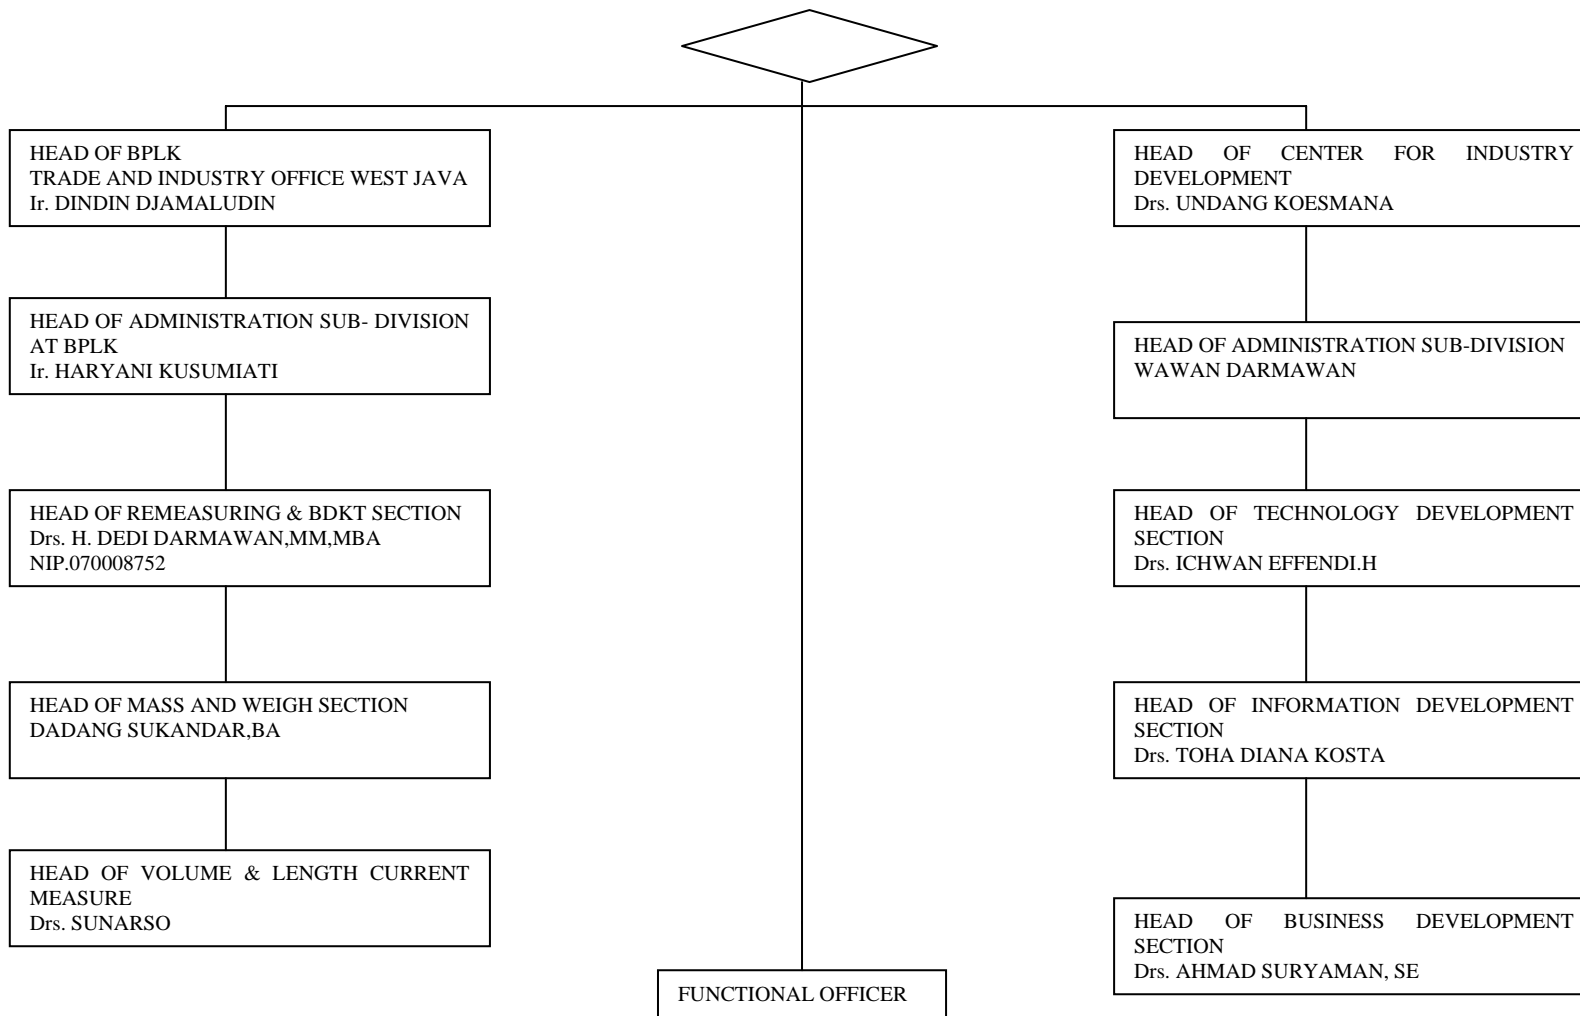 HEAD OF BPLK
TRADE AND INDUSTRY OFFICE WEST JAVA
Ir. DINDIN DJAMALUDIN
HEAD OF ADMINISTRATION SUB- DIVISION
AT BPLK
Ir. HARYANI KUSUMIATI
HEAD OF REMEASURING & BDKT SECTION
Drs. H. DEDI DARMAWAN,MM,MBA
NIP.070008752
HEAD OF MASS AND WEIGH SECTION
DADANG SUKANDAR,BA
HEAD OF VOLUME & LENGTH CURRENT
MEASURE
Drs. SUNARSO
FUNCTIONAL OFFICER
HEAD OF CENTER FOR INDUSTRY
DEVELOPMENT
Drs. UNDANG KOESMANA
HEAD OF ADMINISTRATION SUB-DIVISION
WAWAN DARMAWAN
HEAD OF TECHNOLOGY DEVELOPMENT
SECTION
Drs. ICHWAN EFFENDI.H
HEAD OF INFORMATION DEVELOPMENT
SECTION
Drs. TOHA DIANA KOSTA
HEAD OF BUSINESS DEVELOPMENT
SECTION
Drs. AHMAD SURYAMAN, SE